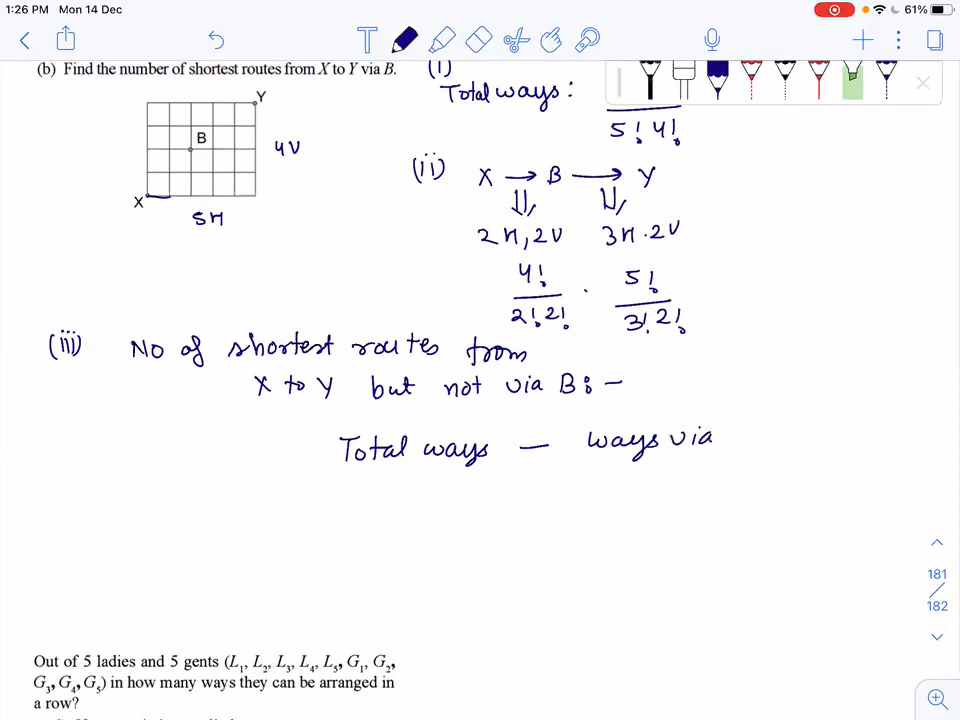 1:26 PM Mon 14 Dec
61%
(b) Find the number of shortest routes from X to Y via B.
Y
B
X
4V
5H
(i)
Total ways:
5! 4!
(ii) X → B → Y
2H, 2V 3H . 2V
4! . 5!
2! 2! 3! 2!
(iii) No of shortest routes from
X to Y but not via B: –
Total ways – ways via
181
182
Out of 5 ladies and 5 gents (L₁, L₂, L₃, L₄, L₅, G₁, G₂,
G₃, G₄, G₅) in how many ways they can be arranged in
a row?